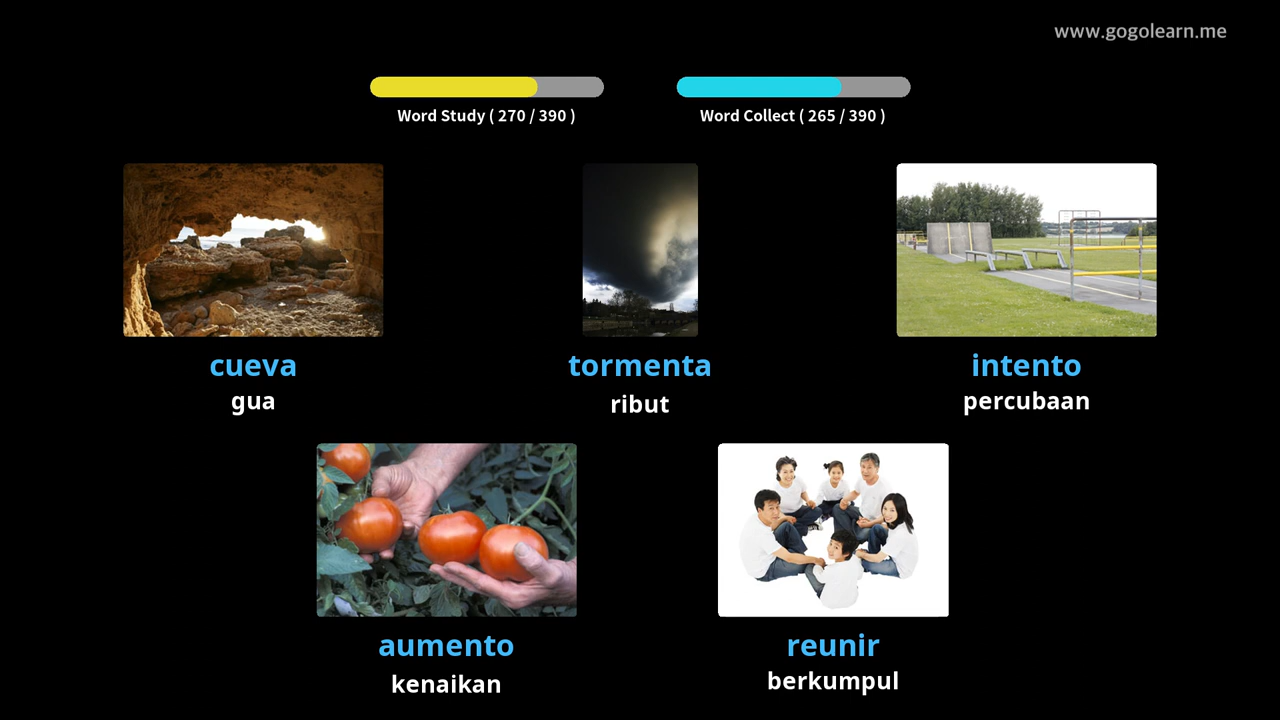 www.gogolearn.me
Word Study ( 270 / 390 )
Word Collect ( 265 / 390 )
cueva
gua
tormenta
ribut
intento
percubaan
aumento
kenaikan
reunir
berkumpul